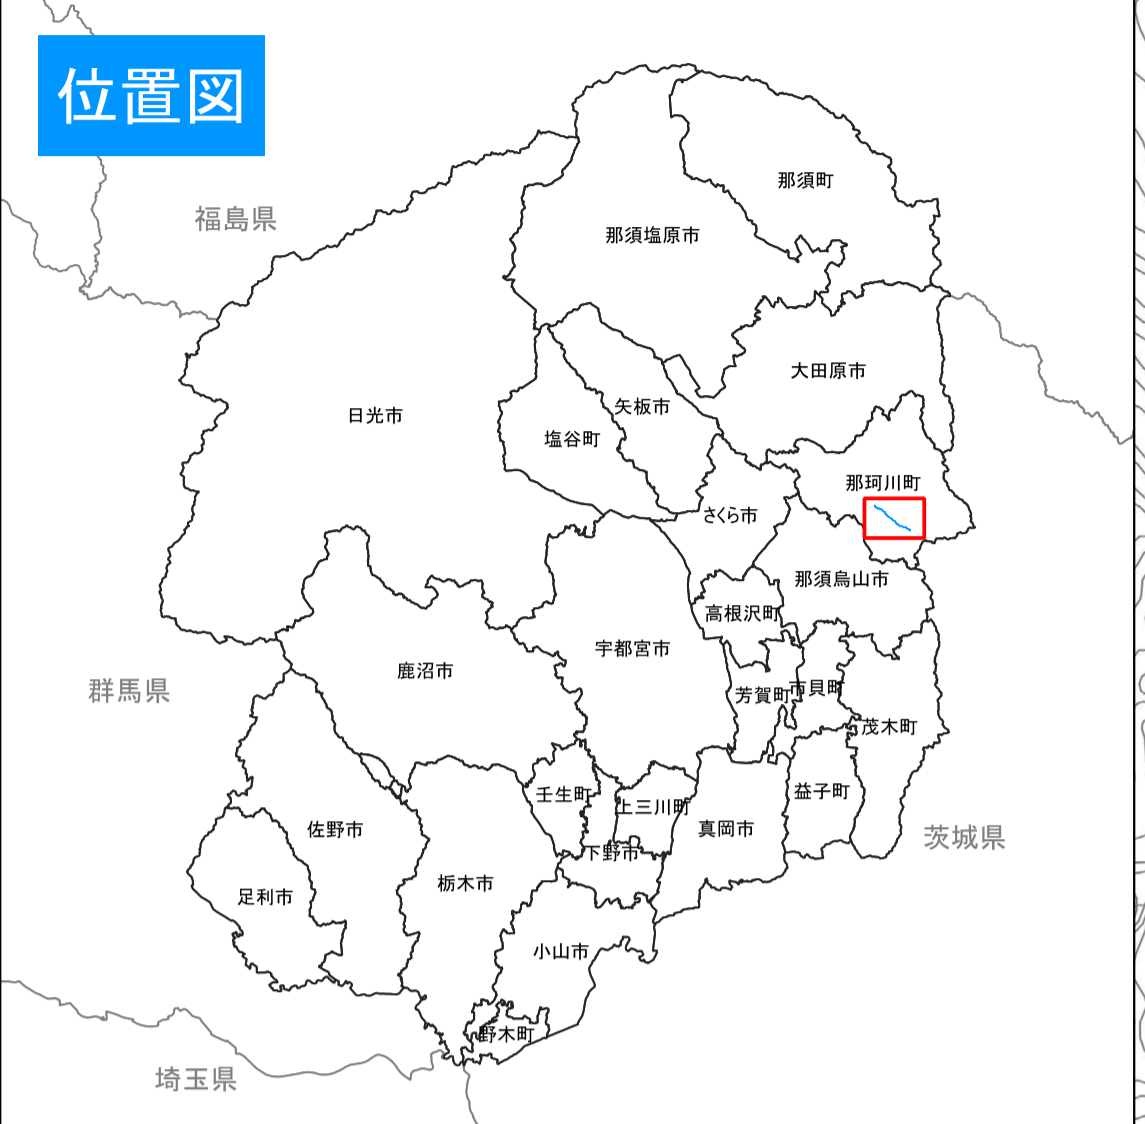 位置図
福島県
那須町
那須塩原市
大田原市
日光市
矢板市
塩谷町
那珂川町
さくら市
那須烏山市
高根沢町
宇都宮市
鹿沼市
群馬県
芳賀町
市貝町
茂木町
壬生町
上三川町
益子町
佐野市
真岡市
茨城県
下野市
栃木市
足利市
小山市
野木町
埼玉県